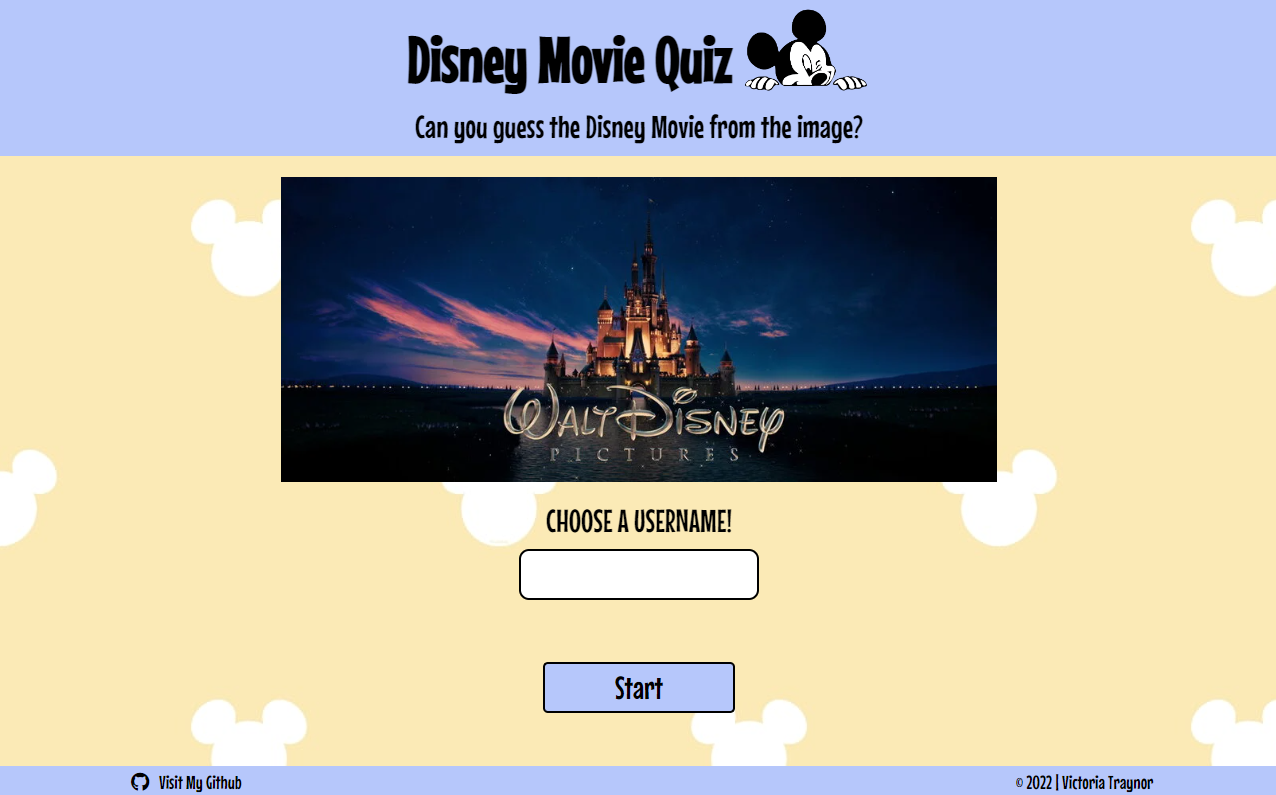 Disney Movie Quiz
Can you guess the Disney Movie from the image?
WALT DISNEY
PICTURES
CHOOSE A USERNAME!
Start
Visit My Github
© 2022 | Victoria Traynor